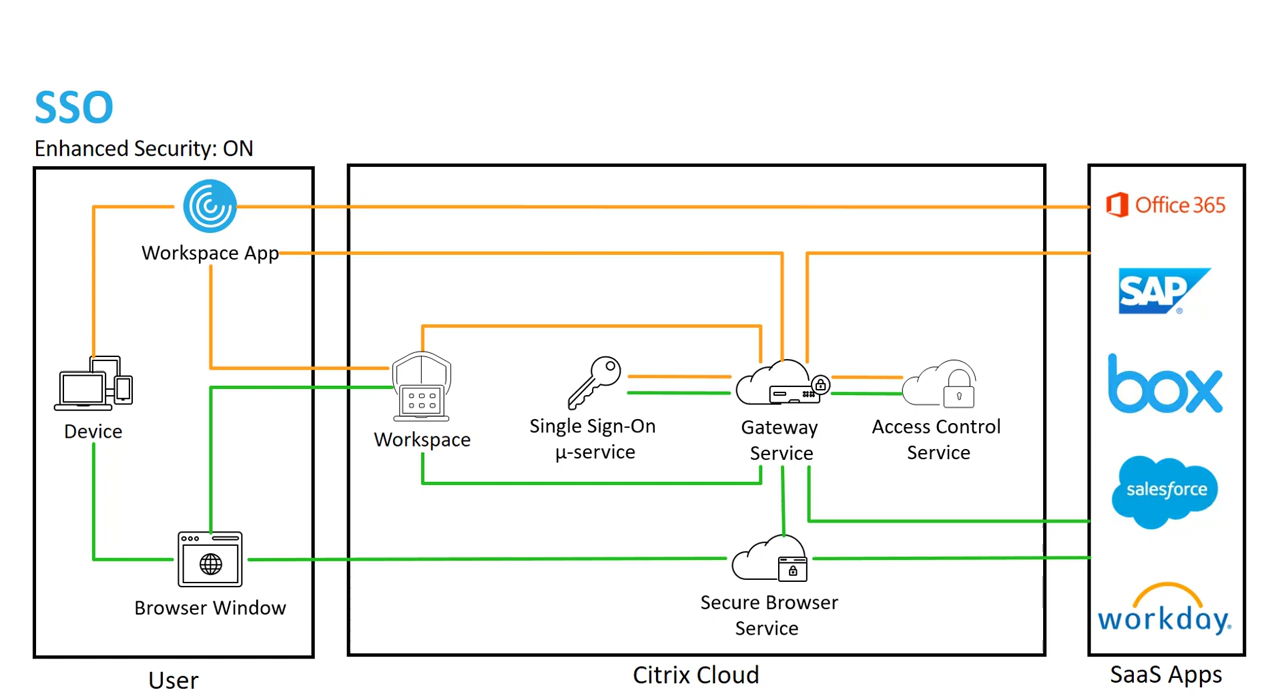 SSO
Enhanced Security: ON
Workspace App
Device
Browser Window
User
Workspace
Single Sign-On
µ-service
Gateway
Service
Access Control
Service
Secure Browser
Service
Citrix Cloud
Office 365
SAP®
box
salesforce
workday®
SaaS Apps